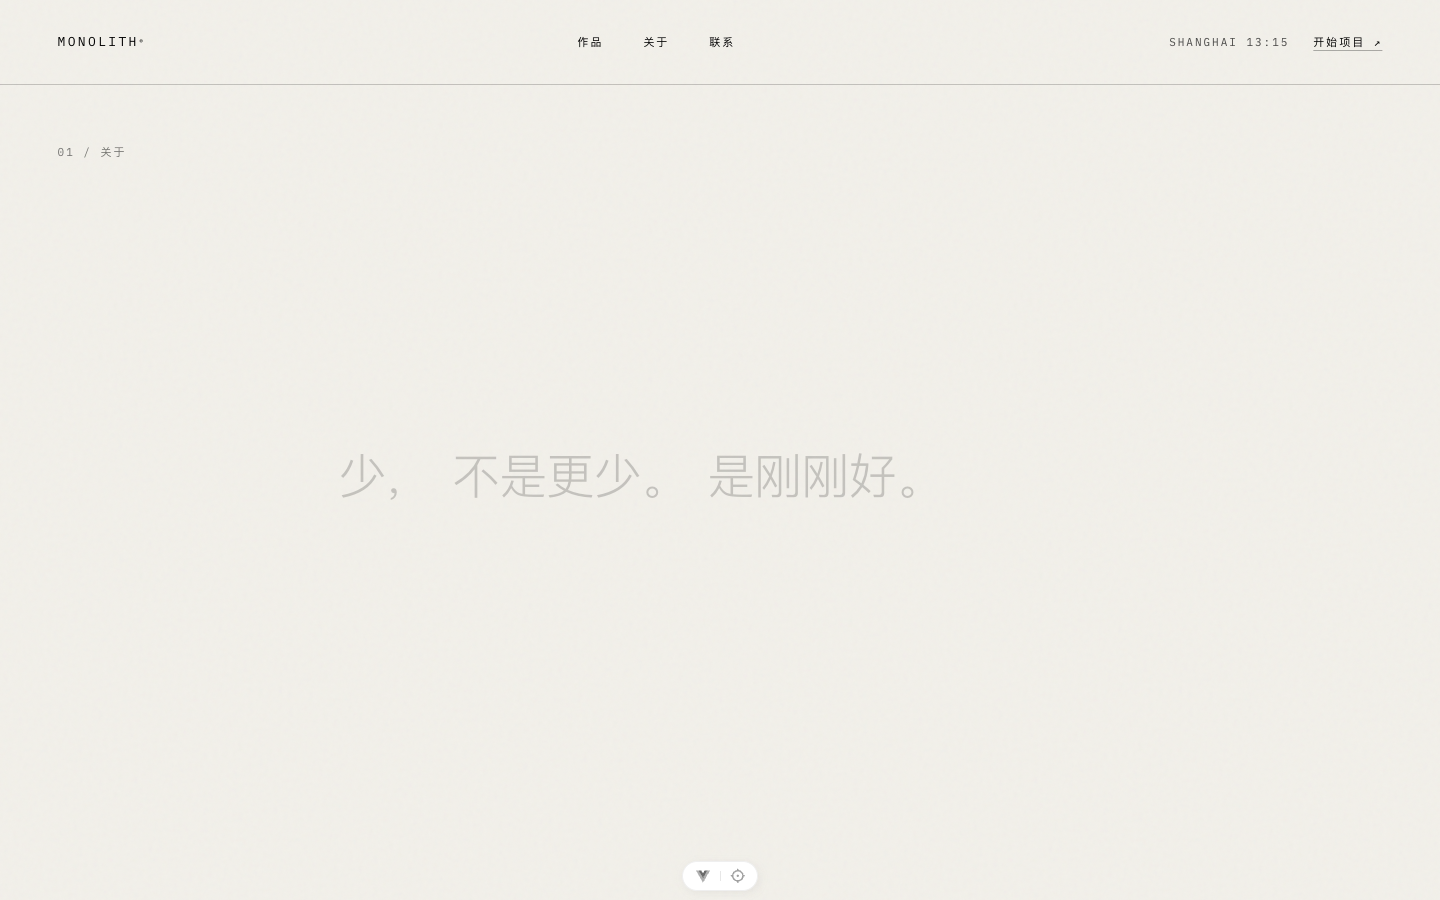 MONOLITH®
作品
关于
联系
SHANGHAI 13:15
开始项目 ↗
01 / 关于
少， 不是更少。 是刚刚好。